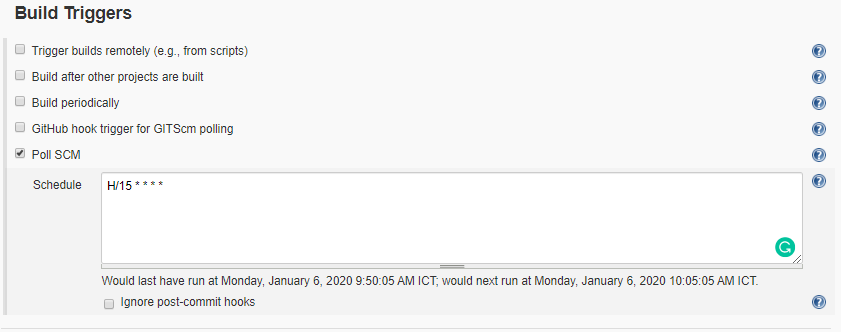 Build Triggers
Trigger builds remotely (e.g., from scripts)
Build after other projects are built
Build periodically
GitHub hook trigger for GITScm polling
Poll SCM
Schedule
H/15 * * * *
Would last have run at Monday, January 6, 2020 9:50:05 AM ICT; would next run at Monday, January 6, 2020 10:05:05 AM ICT.
Ignore post-commit hooks